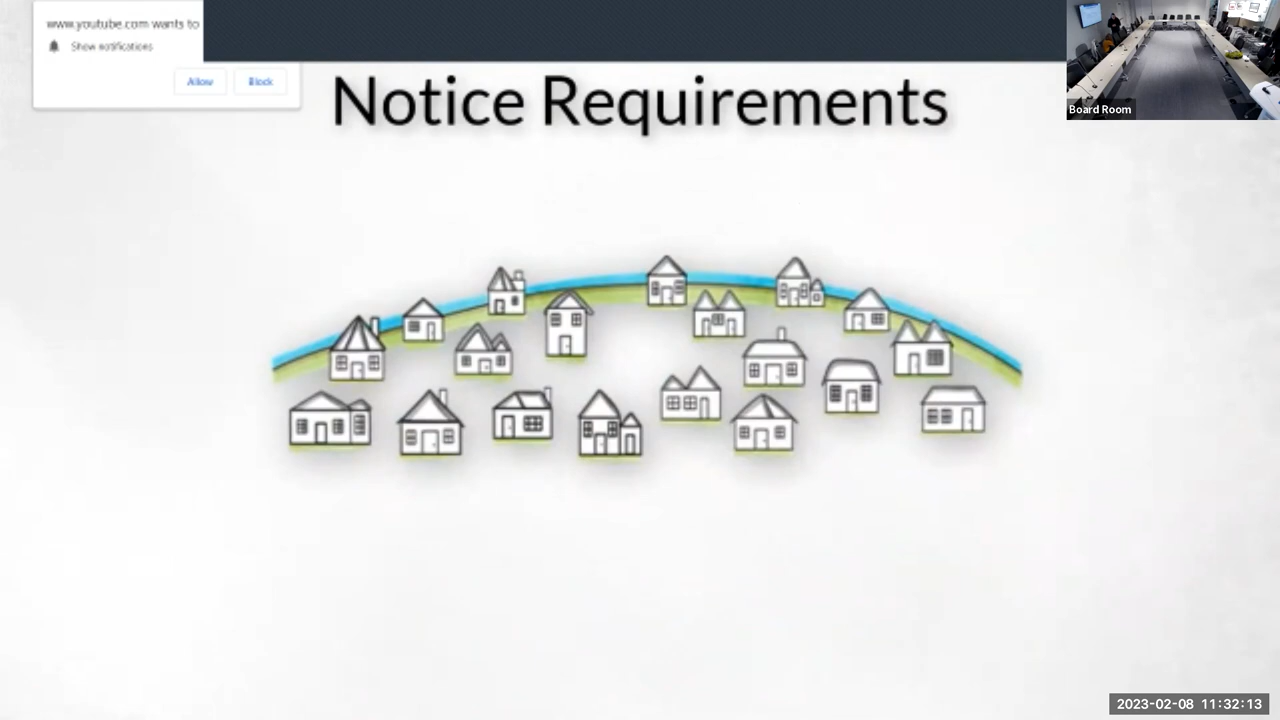 www.youtube.com wants to
Show notifications
Allow
Block
Notice Requirements
Board Room
2023-02-08 11:32:13